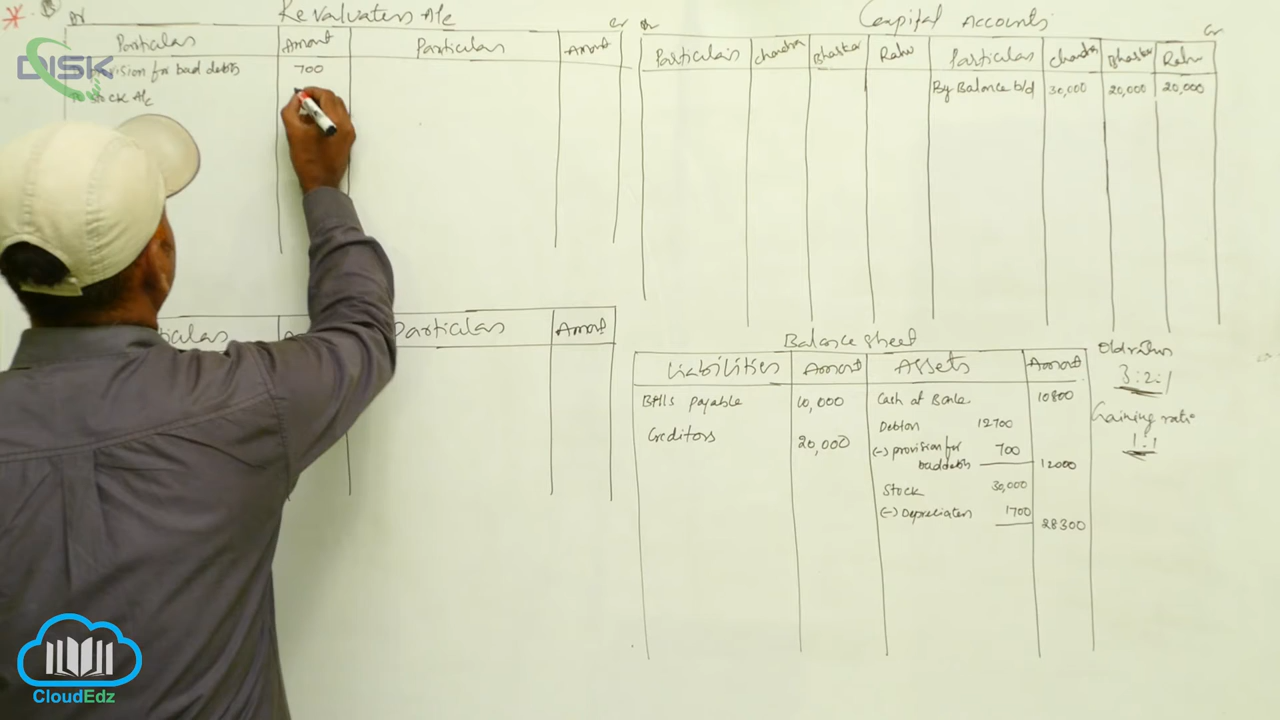 Dr Revaluation A/c Cr
Particulars Amount Particulars Amount
provision for bad debts 700
To Stock A/c
DISK
Dr Capital Accounts Cr
Particulars Chandra Bhaskar Rahu Particulars Chandra Bhaskar Rahu
By Balance b/d 30,000 20,000 20,000
Particulars Amount
Balance Sheet
Liabilities Amount Assets Amount
Bills payable 10,000 Cash at Bank 10800
Creditors 20,000 Debtors 12700
(-) provision for 700
bad debts 12000
Stock 30,000
(-) Depreciation 1700
28300
Old ratios
3:2:1
Gaining ratio
1:1
CloudEdz